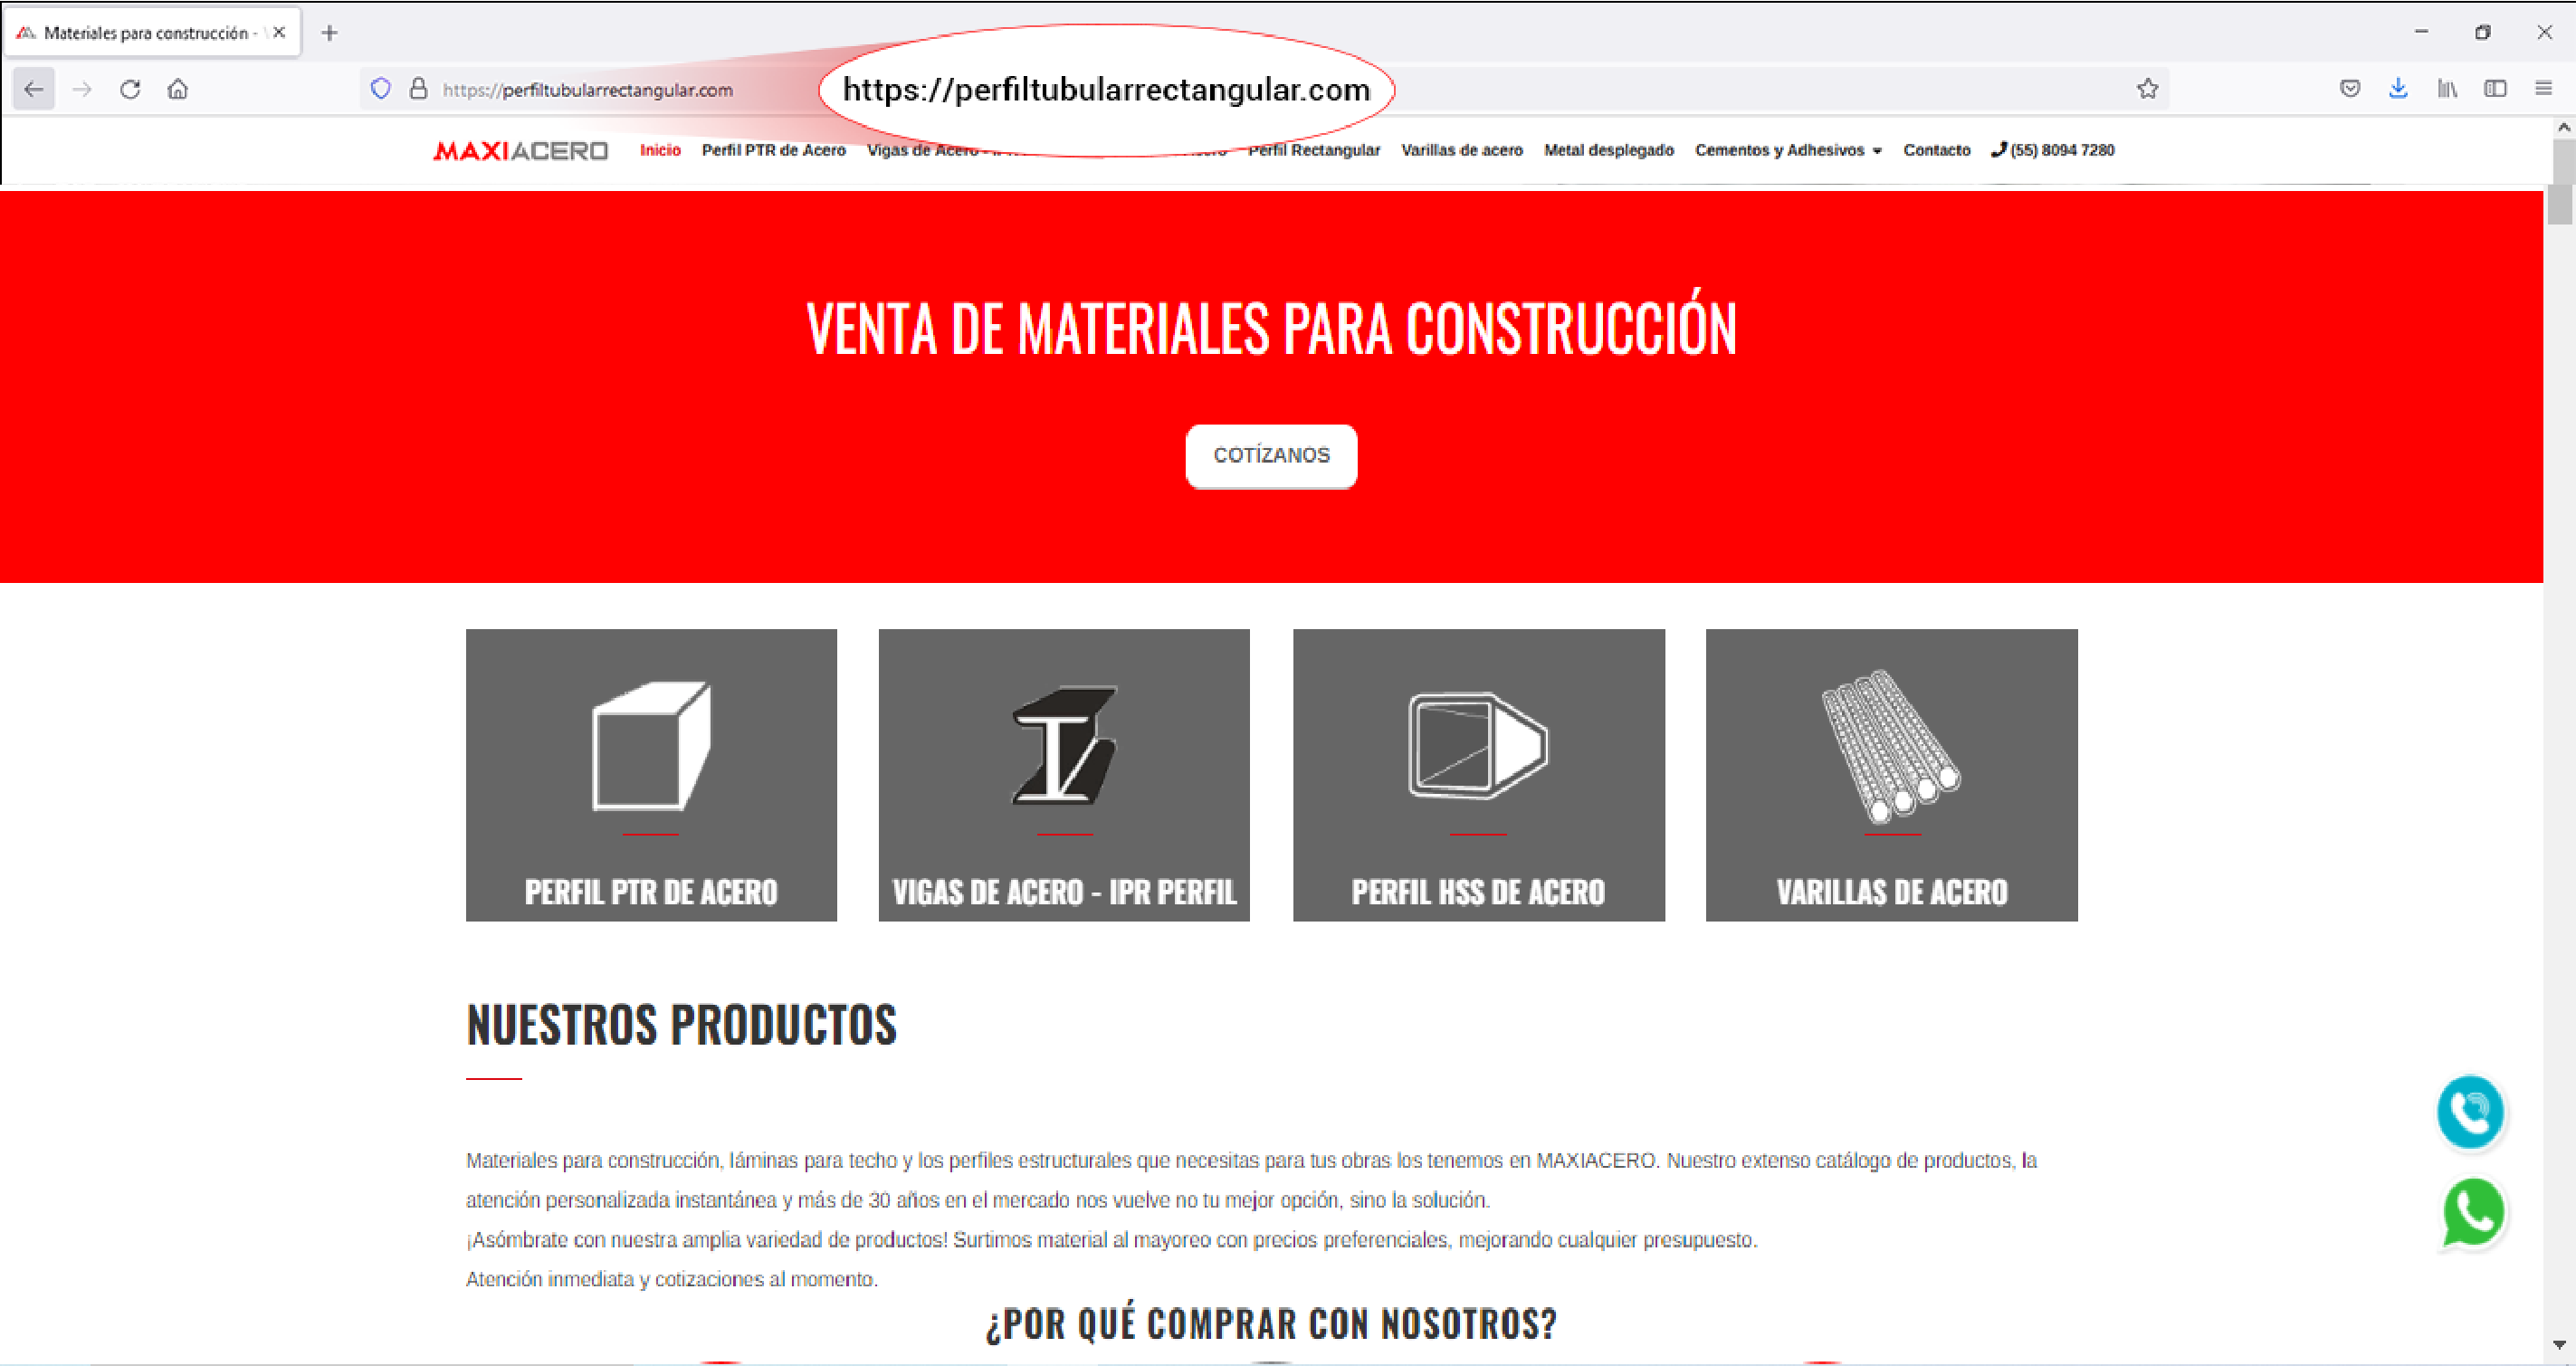 Materiales para construcción -
https://perfiltubularrectangular.com
https://perfiltubularrectangular.com
MAXIACERO Inicio Perfil PTR de Acero Vigas de Acero - Perfil Rectangular Varillas de acero Metal desplegado Cementos y Adhesivos Contacto (55) 8094 7280
VENTA DE MATERIALES PARA CONSTRUCCIÓN
COTÍZANOS
PERFIL PTR DE ACERO
VIGAS DE ACERO - IPR PERFIL
PERFIL HSS DE ACERO
VARILLAS DE ACERO
NUESTROS PRODUCTOS
Materiales para construcción, láminas para techo y los perfiles estructurales que necesitas para tus obras los tenemos en MAXIACERO. Nuestro extenso catálogo de productos, la
atención personalizada instantánea y más de 30 años en el mercado nos vuelve no tu mejor opción, sino la solución.
¡Asómbrate con nuestra amplia variedad de productos! Surtimos material al mayoreo con precios preferenciales, mejorando cualquier presupuesto.
Atención inmediata y cotizaciones al momento.
¿POR QUÉ COMPRAR CON NOSOTROS?